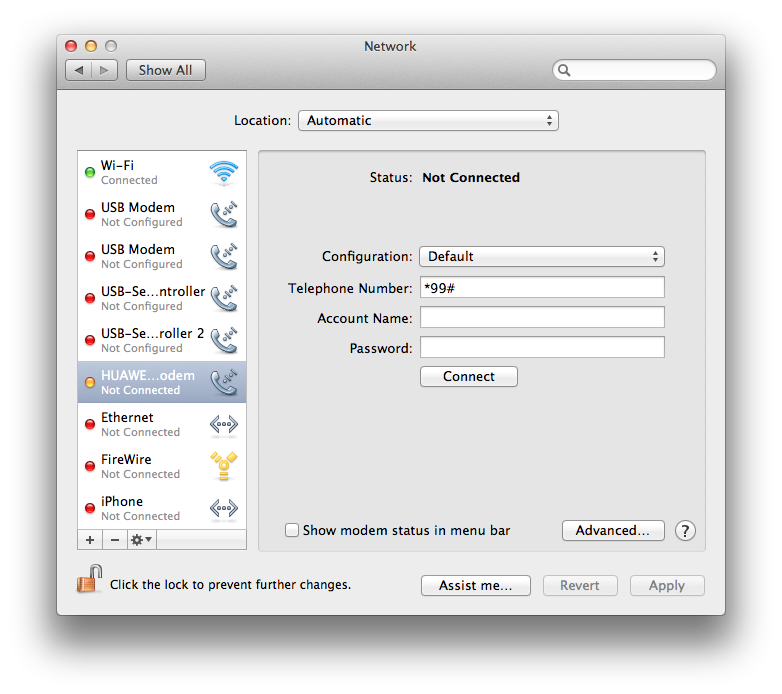 Network
Show All
Location: Automatic
Wi-Fi
Connected
USB Modem
Not Configured
USB Modem
Not Configured
USB-Se...ntroller
Not Configured
USB-Se...roller 2
Not Configured
HUAWE...odem
Not Connected
Ethernet
Not Connected
FireWire
Not Connected
iPhone
Not Connected
Status: Not Connected
Configuration: Default
Telephone Number: *99#
Account Name:
Password:
Connect
Show modem status in menu bar
Advanced...
?
Click the lock to prevent further changes.
Assist me...
Revert
Apply